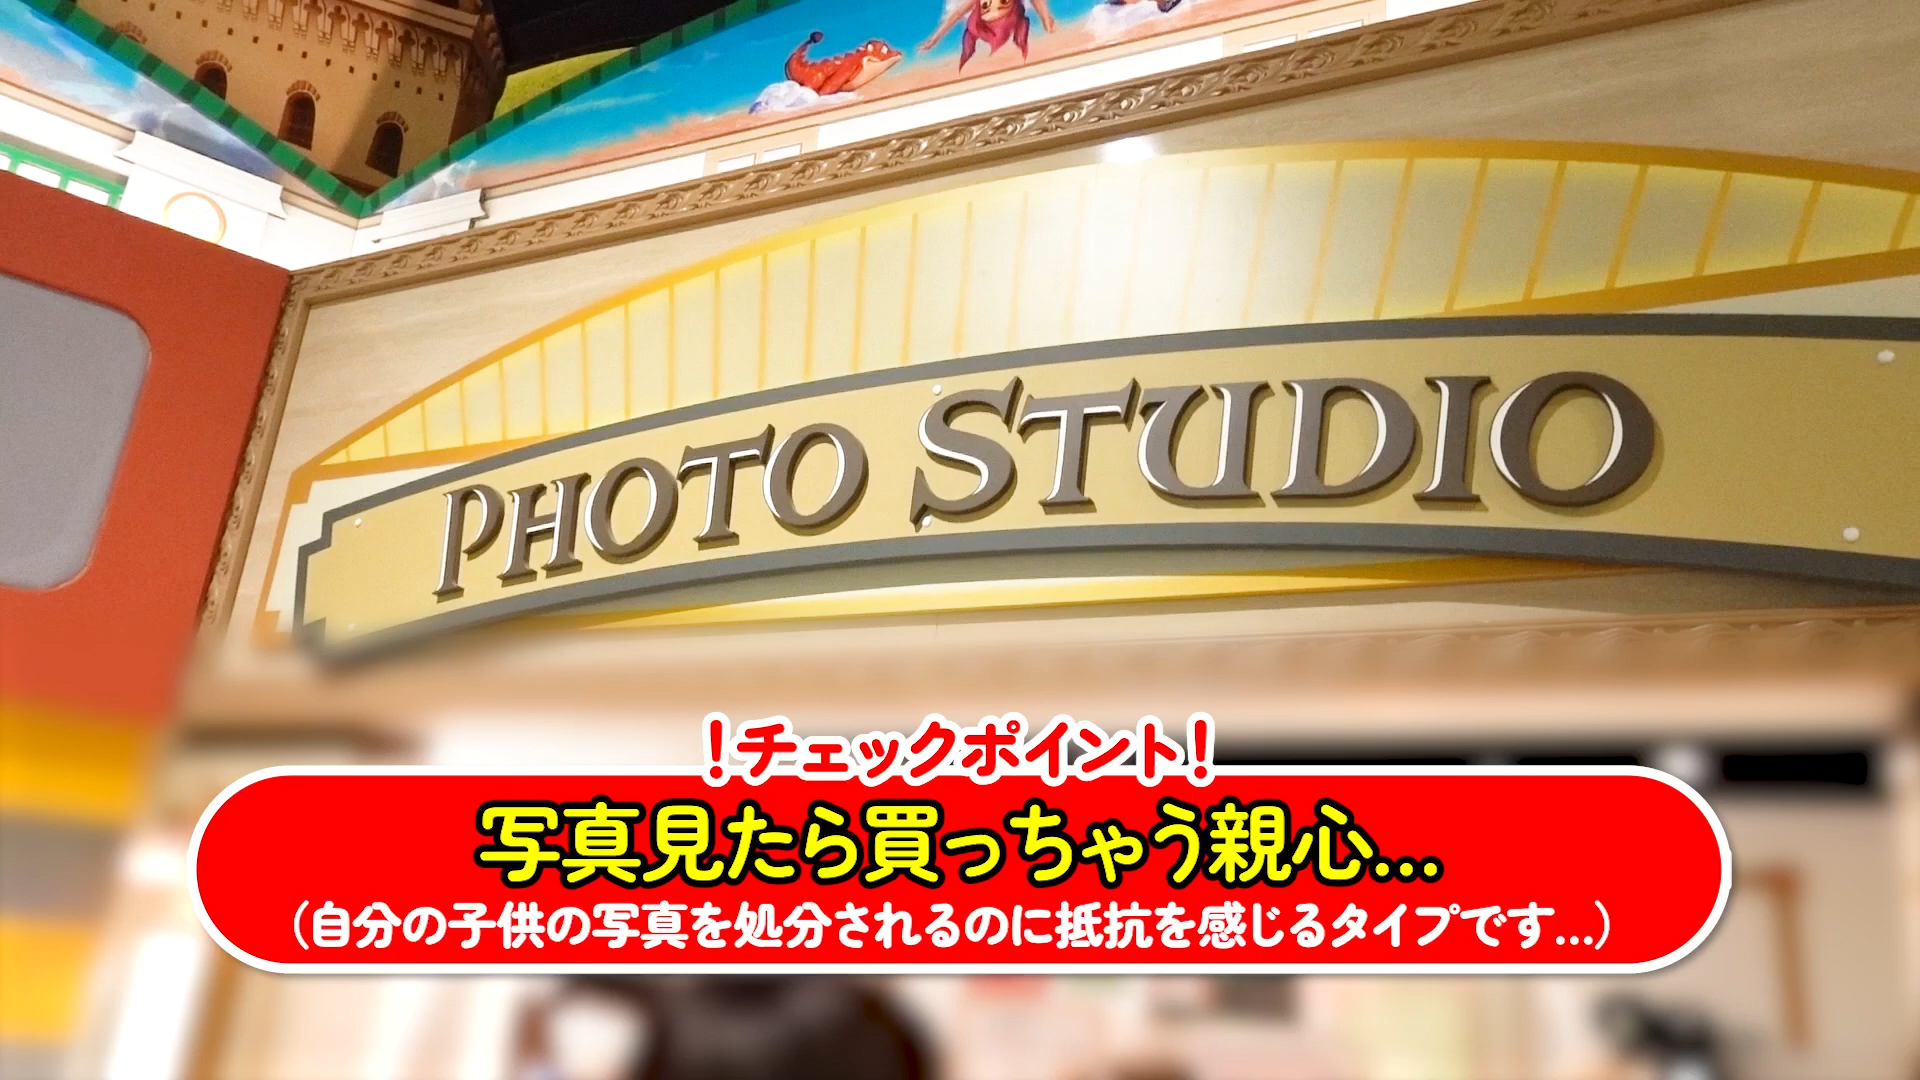 PHOTO STUDIO
！チェックポイント！
写真見たら買っちゃう親心…
（自分の子供の写真を処分されるのに抵抗を感じるタイプです…）